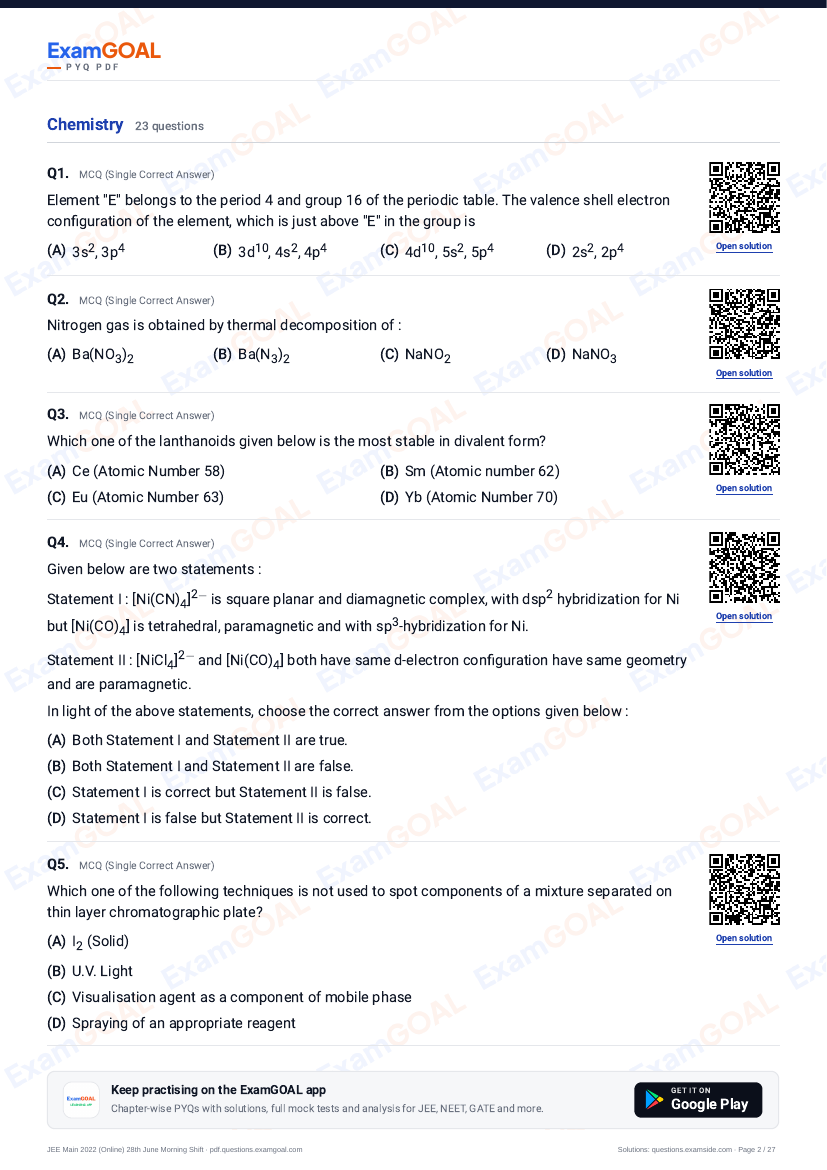 ExamGOAL
PYQ PDF
Chemistry 23 questions
Q1. MCQ (Single Correct Answer)
Element "E" belongs to the period 4 and group 16 of the periodic table. The valence shell electron
configuration of the element, which is just above "E" in the group is
(A) 3s², 3p⁴ (B) 3d¹⁰, 4s², 4p⁴ (C) 4d¹⁰, 5s², 5p⁴ (D) 2s², 2p⁴
Open solution
Q2. MCQ (Single Correct Answer)
Nitrogen gas is obtained by thermal decomposition of :
(A) Ba(NO₃)₂ (B) Ba(N₃)₂ (C) NaNO₂ (D) NaNO₃
Open solution
Q3. MCQ (Single Correct Answer)
Which one of the lanthanoids given below is the most stable in divalent form?
(A) Ce (Atomic Number 58) (B) Sm (Atomic number 62)
(C) Eu (Atomic Number 63) (D) Yb (Atomic Number 70)
Open solution
Q4. MCQ (Single Correct Answer)
Given below are two statements :
Statement I : [Ni(CN)₄]²⁻ is square planar and diamagnetic complex, with dsp² hybridization for Ni
but [Ni(CO)₄] is tetrahedral, paramagnetic and with sp³-hybridization for Ni.
Statement II : [NiCl₄]²⁻ and [Ni(CO)₄] both have same d-electron configuration have same geometry
and are paramagnetic.
In light of the above statements, choose the correct answer from the options given below :
(A) Both Statement I and Statement II are true.
(B) Both Statement I and Statement II are false.
(C) Statement I is correct but Statement II is false.
(D) Statement I is false but Statement II is correct.
Open solution
Q5. MCQ (Single Correct Answer)
Which one of the following techniques is not used to spot components of a mixture separated on
thin layer chromatographic plate?
(A) I₂ (Solid)
(B) U.V. Light
(C) Visualisation agent as a component of mobile phase
(D) Spraying of an appropriate reagent
Open solution
ExamGOAL
Keep practising on the ExamGOAL app
Chapter-wise PYQs with solutions, full mock tests and analysis for JEE, NEET, GATE and more.
GET IT ON
Google Play
JEE Main 2022 (Online) 28th June Morning Shift · pdf.questions.examgoal.com
Solutions: questions.examside.com · Page 2 / 27